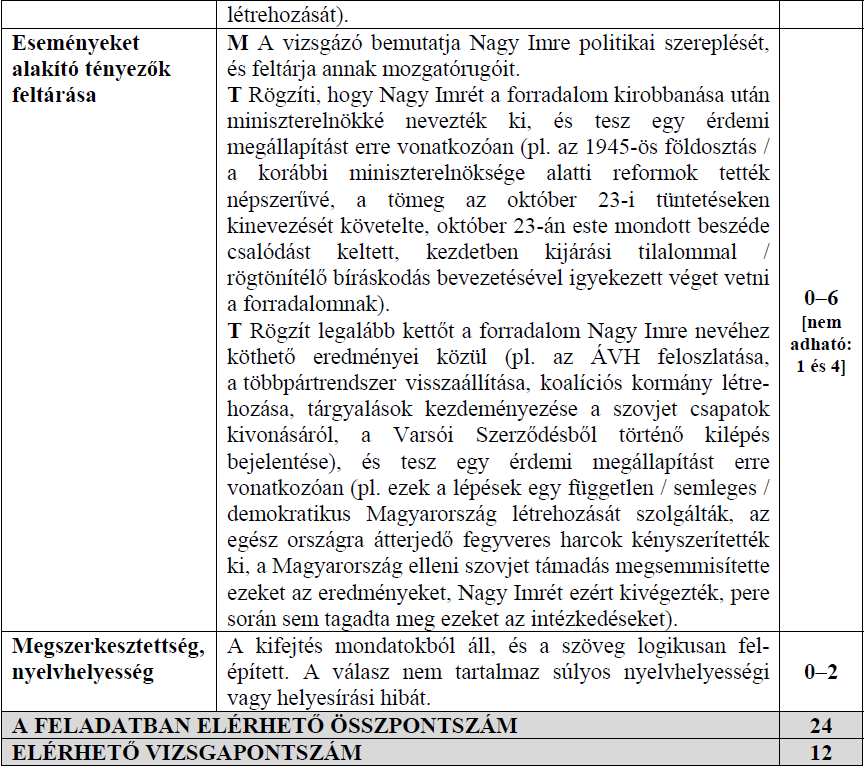 létrehozását).
Eseményeket
alakító tényezők
feltárása
M A vizsgázó bemutatja Nagy Imre politikai szereplését,
és feltárja annak mozgatórugóit.
T Rögzíti, hogy Nagy Imrét a forradalom kirobbanása után
miniszterelnökké nevezték ki, és tesz egy érdemi
megállapítást erre vonatkozóan (pl. az 1945-ös földosztás /
a korábbi miniszterelnöksége alatti reformok tették
népszerűvé, a tömeg az október 23-i tüntetéseken
kinevezését követelte, október 23-án este mondott beszéde
csalódást keltett, kezdetben kijárási tilalommal /
rögtönítélő bíráskodás bevezetésével igyekezett véget vetni
a forradalomnak).
T Rögzít legalább kettőt a forradalom Nagy Imre nevéhez
köthető eredményei közül (pl. az ÁVH feloszlatása,
a többpártrendszer visszaállítása, koalíciós kormány létre-
hozása, tárgyalások kezdeményezése a szovjet csapatok
kivonásáról, a Varsói Szerződésből történő kilépés
bejelentése), és tesz egy érdemi megállapítást erre
vonatkozóan (pl. ezek a lépések egy független / semleges /
demokratikus Magyarország létrehozását szolgálták, az
egész országra átterjedő fegyveres harcok kényszerítették
ki, a Magyarország elleni szovjet támadás megsemmisítette
ezeket az eredményeket, Nagy Imrét ezért kivégezték, pere
során sem tagadta meg ezeket az intézkedéseket).
0–6
[nem
adható:
1 és 4]
Megszerkesztettség,
nyelvhelyesség
A kifejtés mondatokból áll, és a szöveg logikusan fel-
épített. A válasz nem tartalmaz súlyos nyelvhelyességi
vagy helyesírási hibát.
0–2
A FELADATBAN ELÉRHETŐ ÖSSZPONTSZÁM 24
ELÉRHETŐ VIZSGAPONTSZÁM 12